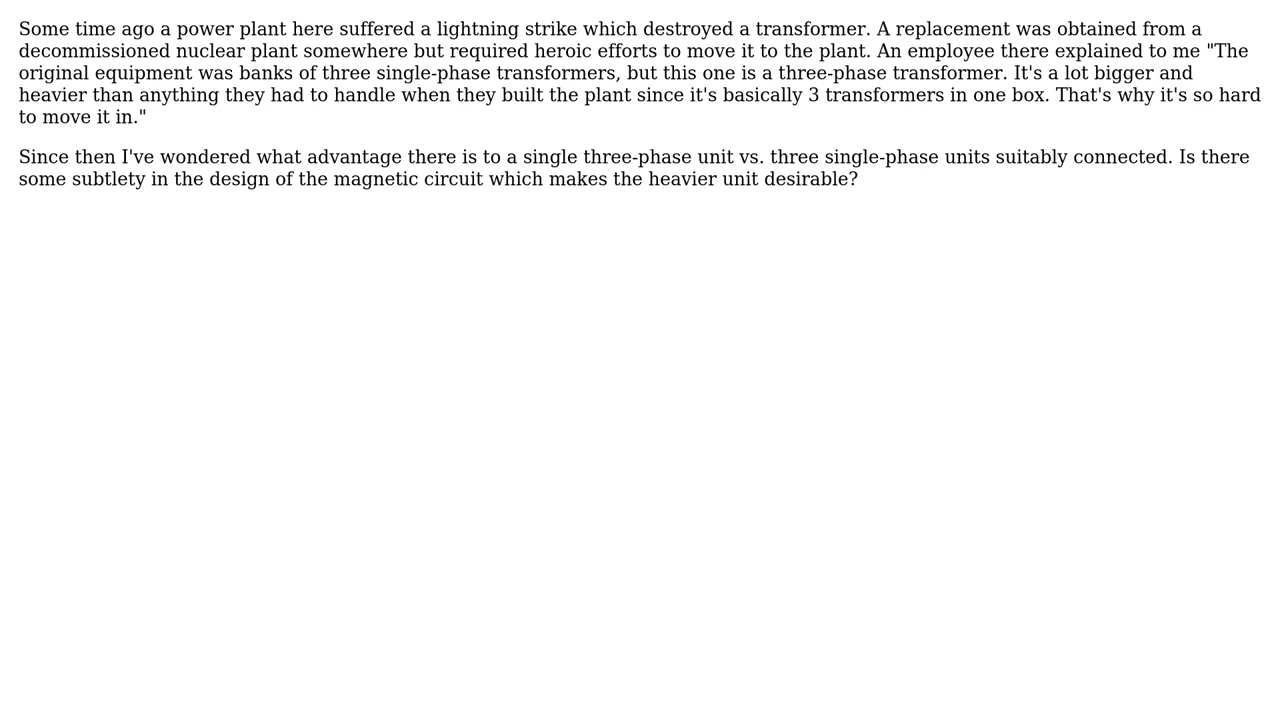 Some time ago a power plant here suffered a lightning strike which destroyed a transformer. A replacement was obtained from a
decommissioned nuclear plant somewhere but required heroic efforts to move it to the plant. An employee there explained to me "The
original equipment was banks of three single-phase transformers, but this one is a three-phase transformer. It's a lot bigger and
heavier than anything they had to handle when they built the plant since it's basically 3 transformers in one box. That's why it's so hard
to move it in."
Since then I've wondered what advantage there is to a single three-phase unit vs. three single-phase units suitably connected. Is there
some subtlety in the design of the magnetic circuit which makes the heavier unit desirable?